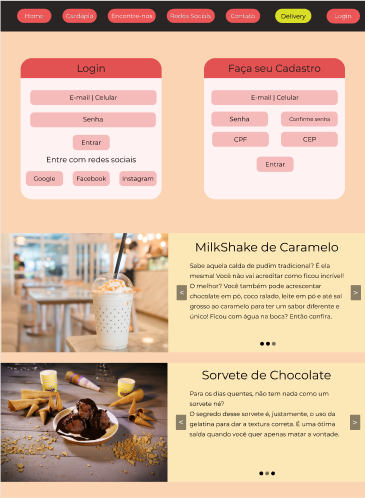 Home Cardápio Encontre-nos Redes Sociais Contato Delivery Login
Login
E-mail | Celular
Senha
Entrar
Entre com redes sociais
Google Facebook Instagram
Faça seu Cadastro
E-mail | Celular
Senha Confirme senha
CPF CEP
Entrar
MilkShake de Caramelo
Sabe aquela calda de pudim tradicional? É ela
mesma! Você não vai acreditar como ficou incrível!
O melhor? Você também pode acrescentar
chocolate em pó, coco ralado, leite em pó e até sal
grosso ao caramelo para ter um sabor diferente e
único! Ficou com água na boca? Então confira.
< >
Sorvete de Chocolate
Para os dias quentes, não tem nada como um
sorvete né?
O segredo desse sorvete é, justamente, o uso da
gelatina para dar a textura correta. É uma ótima
saída quando você quer apenas matar a vontade.
< >